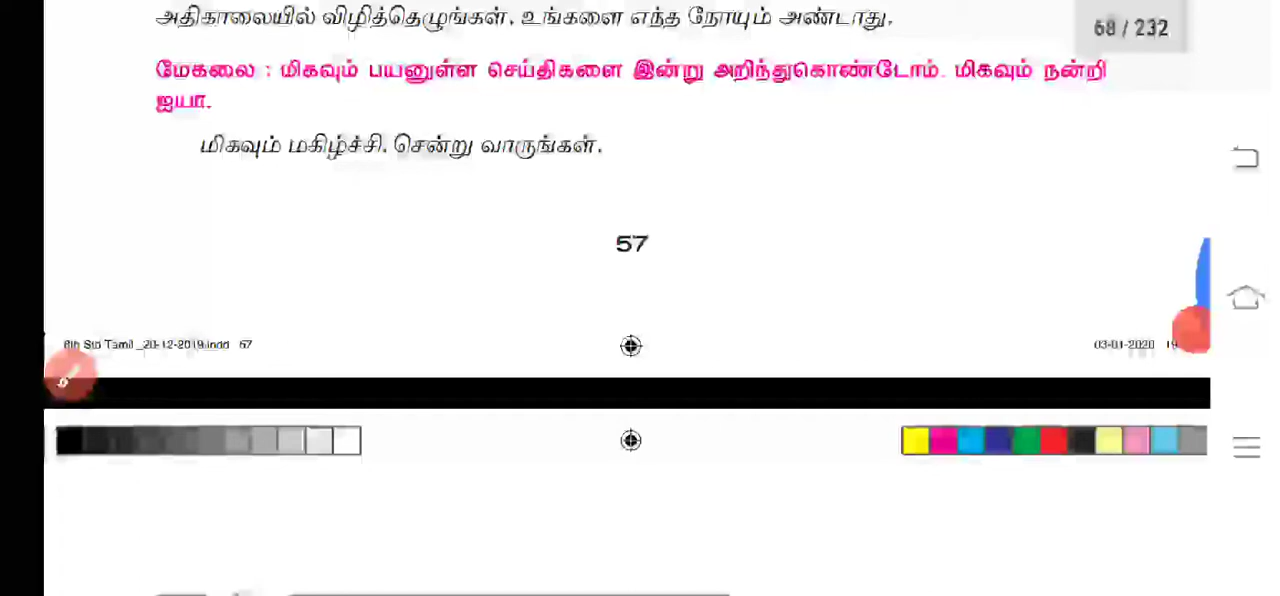 அதிகாலையில் விழித்தெழுங்கள். உங்களை எந்த நோயும் அண்டாது.
68 / 232
மேகலை : மிகவும் பயனுள்ள செய்திகளை இன்று அறிந்துகொண்டோம். மிகவும் நன்றி
ஐயா.
மிகவும் மகிழ்ச்சி. சென்று வாருங்கள்.
57
8th Std Tamil _20-12-2019.indd 57
03-01-2020 19